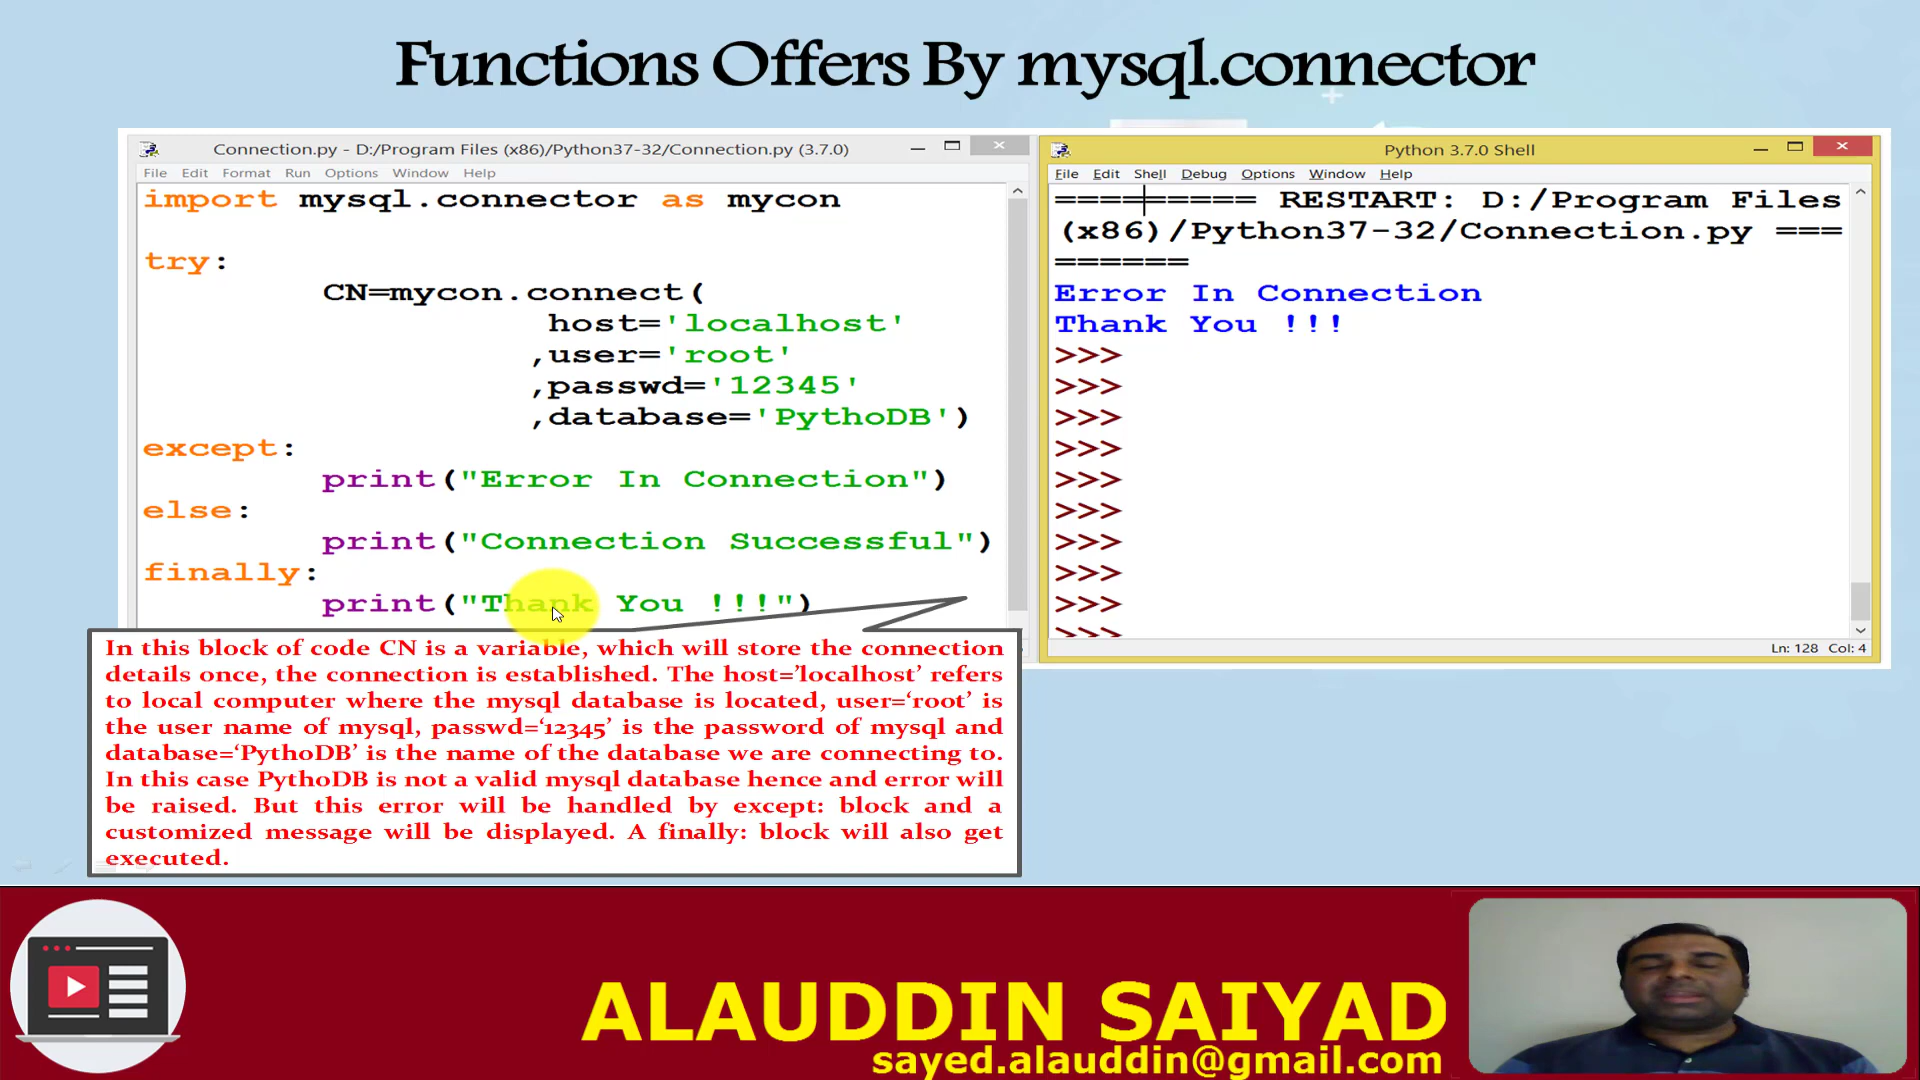 Functions Offers By mysql.connector
Connection.py - D:/Program Files (x86)/Python37-32/Connection.py (3.7.0)
File Edit Format Run Options Window Help
import mysql.connector as mycon
try:
CN=mycon.connect(
host='localhost'
,user='root'
,passwd='12345'
,database='PythoDB')
except:
print("Error In Connection")
else:
print("Connection Successful")
finally:
print("Thank You !!!")
Python 3.7.0 Shell
File Edit Shell Debug Options Window Help
========= RESTART: D:/Program Files
(x86)/Python37-32/Connection.py ===
======
Error In Connection
Thank You !!!
>>>
>>>
>>>
>>>
>>>
>>>
>>>
>>>
>>>
>>>
Ln: 128 Col: 4
In this block of code CN is a variable, which will store the connection
details once, the connection is established. The host=’localhost’ refers
to local computer where the mysql database is located, user=‘root’ is
the user name of mysql, passwd=‘12345’ is the password of mysql and
database=‘PythoDB’ is the name of the database we are connecting to.
In this case PythoDB is not a valid mysql database hence and error will
be raised. But this error will be handled by except: block and a
customized message will be displayed. A finally: block will also get
executed.
ALAUDDIN SAIYAD
sayed.alauddin@gmail.com